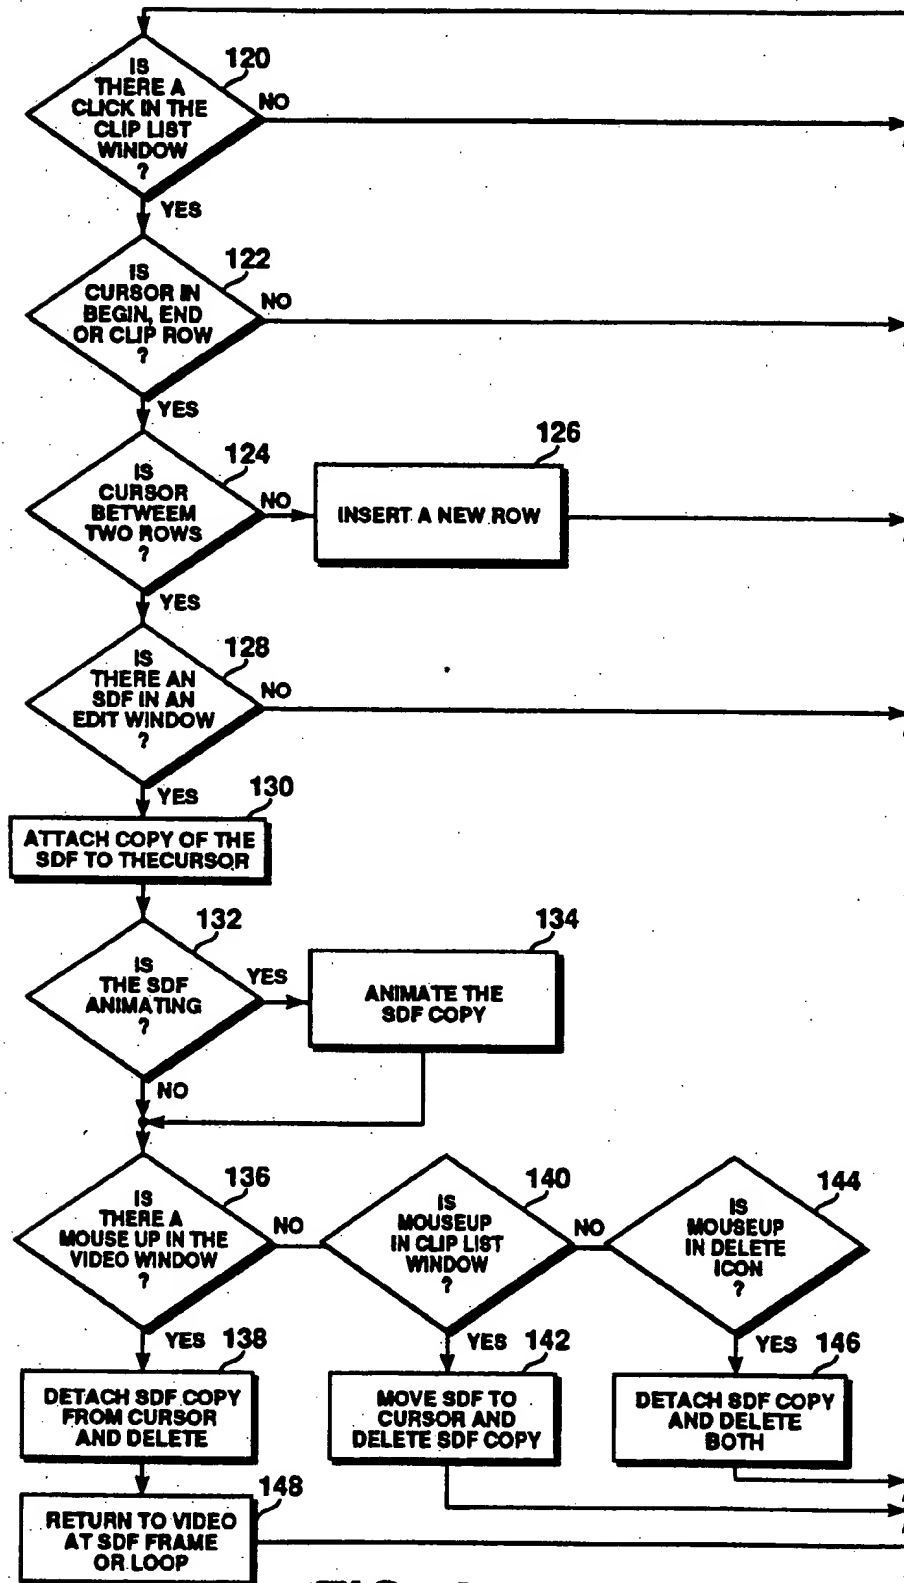 120
IS
THERE A
CLICK IN THE
CLIP LIST
WINDOW
?
NO
YES
122
IS
CURSOR IN
BEGIN, END
OR CLIP ROW
?
NO
YES
124
IS
CURSOR
BETWEEM
TWO ROWS
?
NO
126
INSERT A NEW ROW
YES
128
IS
THERE AN
SDF IN AN
EDIT WINDOW
?
NO
YES
130
ATTACH COPY OF THE
SDF TO THECURSOR
132
IS
THE SDF
ANIMATING
?
YES
134
ANIMATE THE
SDF COPY
NO
136
IS
THERE A
MOUSE UP IN THE
VIDEO WINDOW
?
NO
140
IS
MOUSEUP
IN CLIP LIST
WINDOW
?
NO
144
IS
MOUSEUP
IN DELETE
ICON
?
YES
138
DETACH SDF COPY
FROM CURSOR
AND DELETE
YES
142
MOVE SDF TO
CURSOR AND
DELETE SDF COPY
YES
146
DETACH SDF COPY
AND DELETE
BOTH
148
RETURN TO VIDEO
AT SDF FRAME
OR LOOP